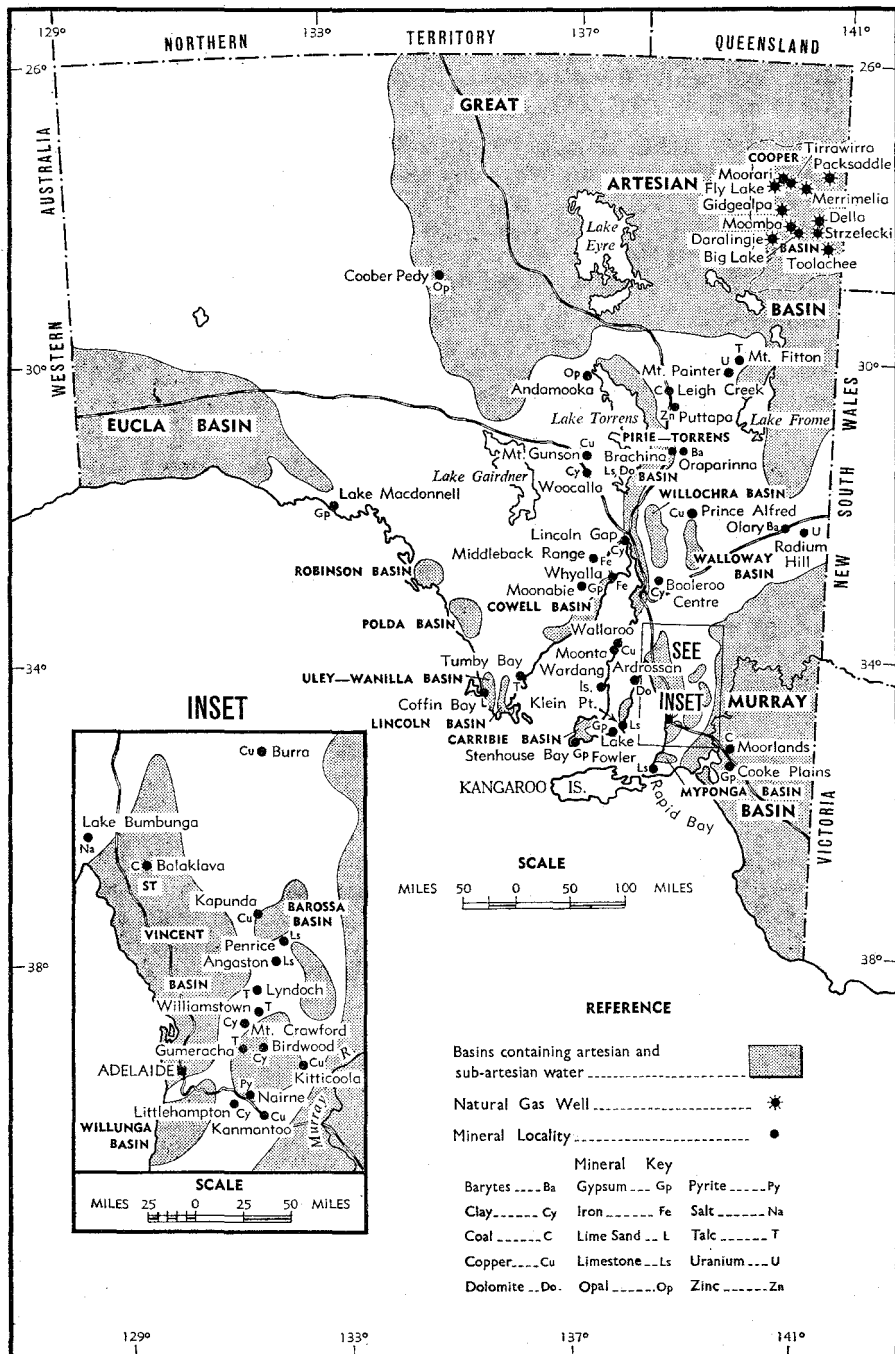 129° 133° 137° 141°
NORTHERN TERRITORY QUEENSLAND
26° 26°
GREAT
COOPER
Tirrawirra
Packsaddle
Moorari
Fly Lake
Gidgealpa
Merrimelia
ARTESIAN
Moomba
Della
Strzelecki
Daralingie
BASIN
Big Lake
Toolachee
Lake
Eyre
AUSTRALIA
WESTERN
Coober Pedy
Op
BASIN
30° 30°
T
U Mt. Fitton
Mt. Painter
Op
Andamooka
C Leigh Creek
Zn Puttapa
Lake Torrens
Lake Frome
EUCLA BASIN
PIRIE—TORRENS
BASIN
Cu
Mt. Gunson
Brachina
Ls Do
Ba
Oraparinna
Cy
Woocalla
Lake Gairdner
WILLOCHRA BASIN
Lake Macdonnell
Gp
Cu Prince Alfred
Olary Ba
U
Radium
Hill
NEW SOUTH WALES
Lincoln Gap
Cy
Middleback Range
Fe
WALLOWAY
BASIN
ROBINSON BASIN
Whyalla
Fe
Moonabie Gp
Cy
Booleroo
Centre
COWELL BASIN
POLDA BASIN
34° 34°
Wallaroo
Moonta Cu
SEE
INSET
Tumby Bay
T
Wardang
Is.
Ardrossan
Do
ULEY—WANILLA BASIN
Coffin Bay L
Klein
Pt.
Ls
MURRAY
LINCOLN BASIN
CARRIBIE BASIN
Gp
Lake
Fowler
C
Moorlands
Stenhouse Bay Gp
Ls
Gp Cooke Plains
KANGAROO IS.
MYPONGA BASIN
BASIN
Rapid Bay
VICTORIA
SCALE
MILES 50 0 50 100 MILES
38° 38°
INSET
Cu Burra
Lake Bumbunga
Na
C Balaklava
ST
VINCENT
BASIN
Kapunda
Cu
BAROSSA
BASIN
Penrice Ls
Angaston Ls
T Lyndoch
Williamstown T
Cy Mt. Crawford
T
Gumeracha
Birdwood
Cy
ADELAIDE
Cu
Kitticoola
Py
Nairne
Littlehampton Cy Cu
Kanmantoo
Murray R
WILLUNGA
BASIN
SCALE
MILES 25 0 25 50 MILES
REFERENCE
Basins containing artesian and
sub-artesian water
Natural Gas Well
Mineral Locality
Mineral Key
Barytes Ba Gypsum Gp Pyrite Py
Clay Cy Iron Fe Salt Na
Coal C Lime Sand L Talc T
Copper Cu Limestone Ls Uranium U
Dolomite Do Opal Op Zinc Zn
129° 133° 137° 141°